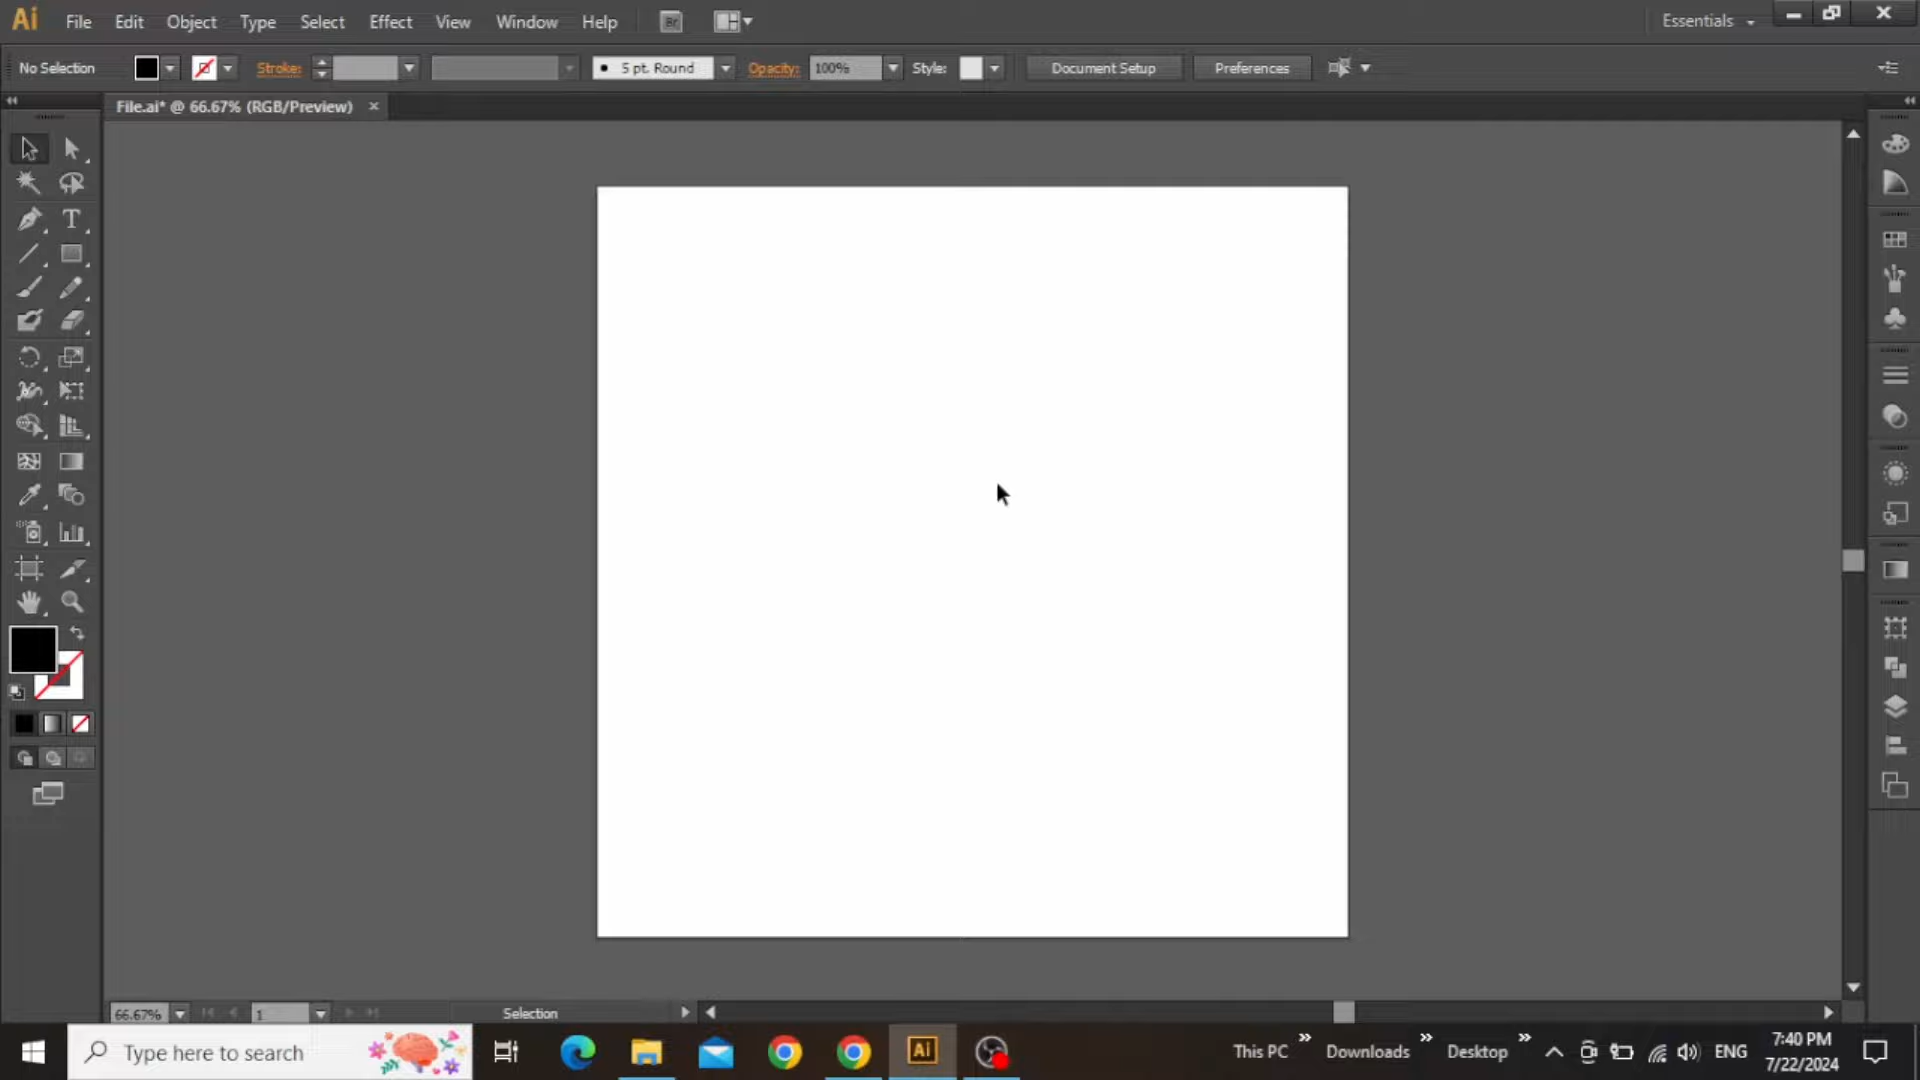 Ai File Edit Object Type Select Effect View Window Help Br Essentials
No Selection Stroke: 5 pt. Round Opacity: 100% Style: Document Setup Preferences
File.ai* @ 66.67% (RGB/Preview)
T
66.67% 1 Selection
Type here to search Ai This PC Downloads Desktop ENG 7:40 PM
7/22/2024